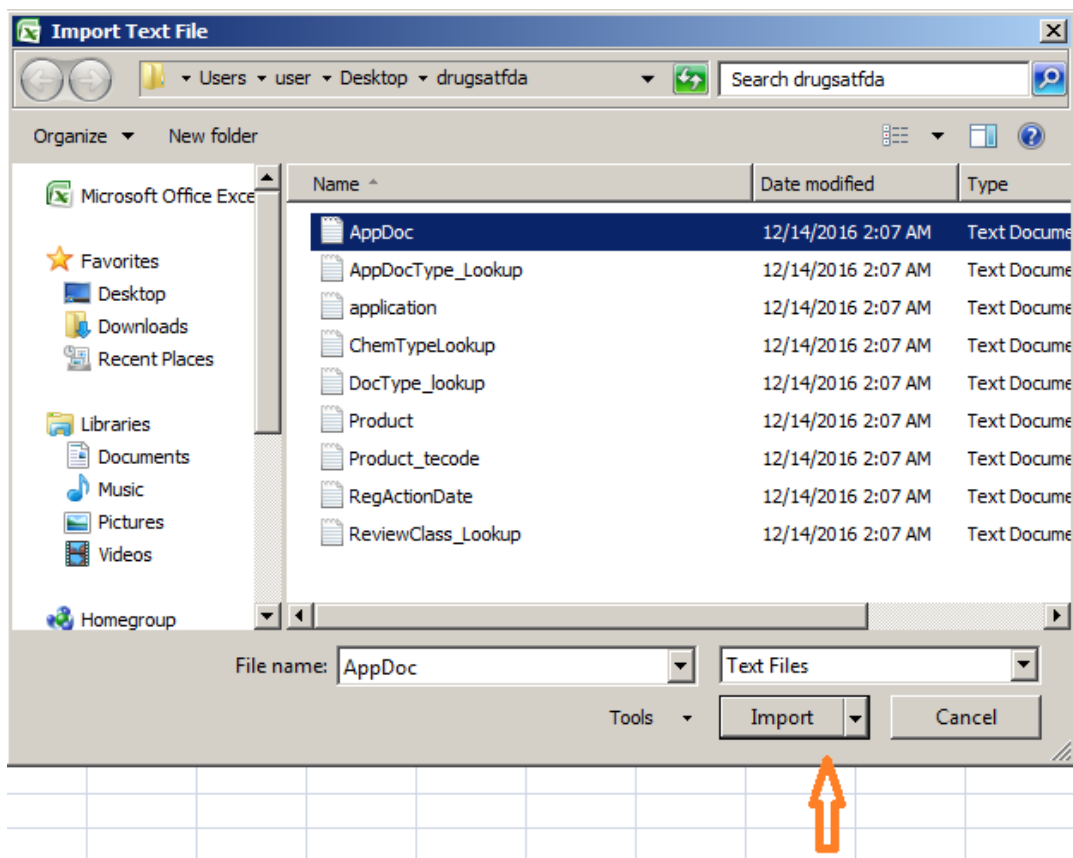 Import Text File
Users user Desktop drugsatfda Search drugsatfda
Organize New folder
Microsoft Office Exce
Name Date modified Type
AppDoc 12/14/2016 2:07 AM Text Docume
AppDocType_Lookup 12/14/2016 2:07 AM Text Docume
application 12/14/2016 2:07 AM Text Docume
ChemTypeLookup 12/14/2016 2:07 AM Text Docume
DocType_lookup 12/14/2016 2:07 AM Text Docume
Product 12/14/2016 2:07 AM Text Docume
Product_tecode 12/14/2016 2:07 AM Text Docume
RegActionDate 12/14/2016 2:07 AM Text Docume
ReviewClass_Lookup 12/14/2016 2:07 AM Text Docume
Favorites
Desktop
Downloads
Recent Places
Libraries
Documents
Music
Pictures
Videos
Homegroup
File name: AppDoc Text Files
Tools Import Cancel